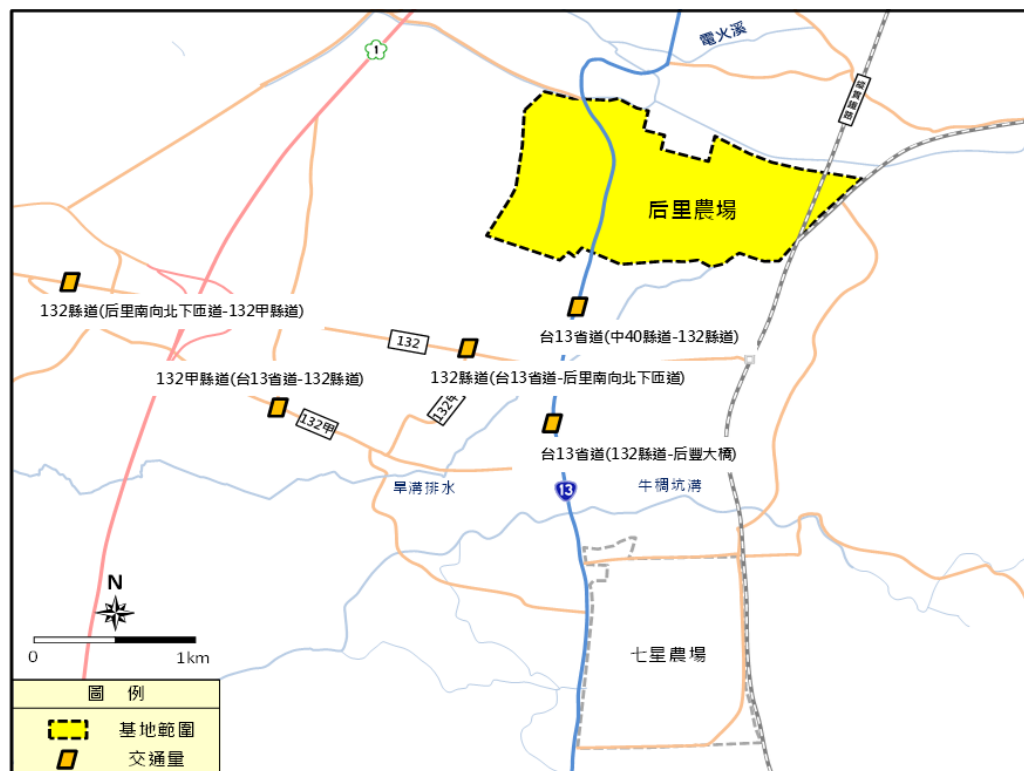 電火溪
1
縱貫鐵路
后里農場
132縣道(后里南向北下匝道-132甲縣道)
台13省道(中40縣道-132縣道)
132
132甲縣道(台13省道-132縣道)
132縣道(台13省道-后里南向北下匝道)
132甲
132甲
台13省道(132縣道-后豐大橋)
旱溝排水
13
牛稠坑溝
N
0
1km
七星農場
圖 例
基地範圍
交通量